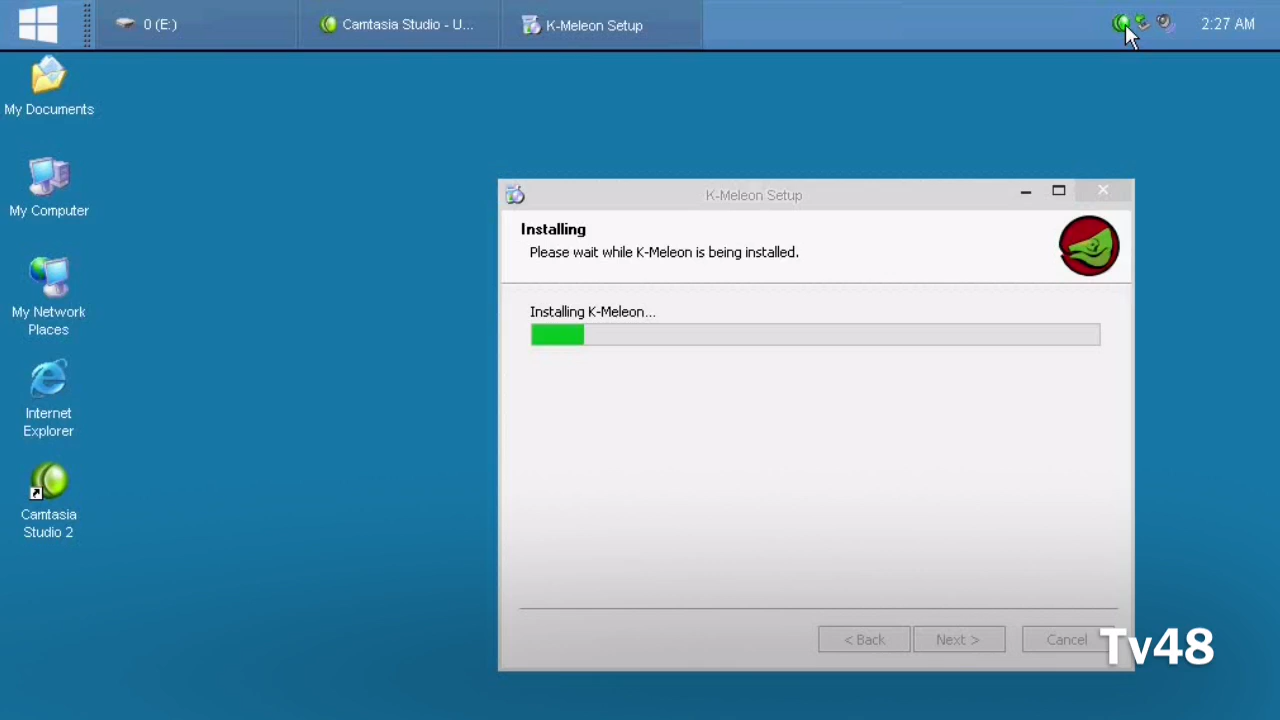 0 (E:)
Camtasia Studio - U...
K-Meleon Setup
2:27 AM
My Documents
My Computer
My Network
Places
Internet
Explorer
Camtasia
Studio 2
K-Meleon Setup
Installing
Please wait while K-Meleon is being installed.
Installing K-Meleon...
< Back
Next >
Cancel
Tv48